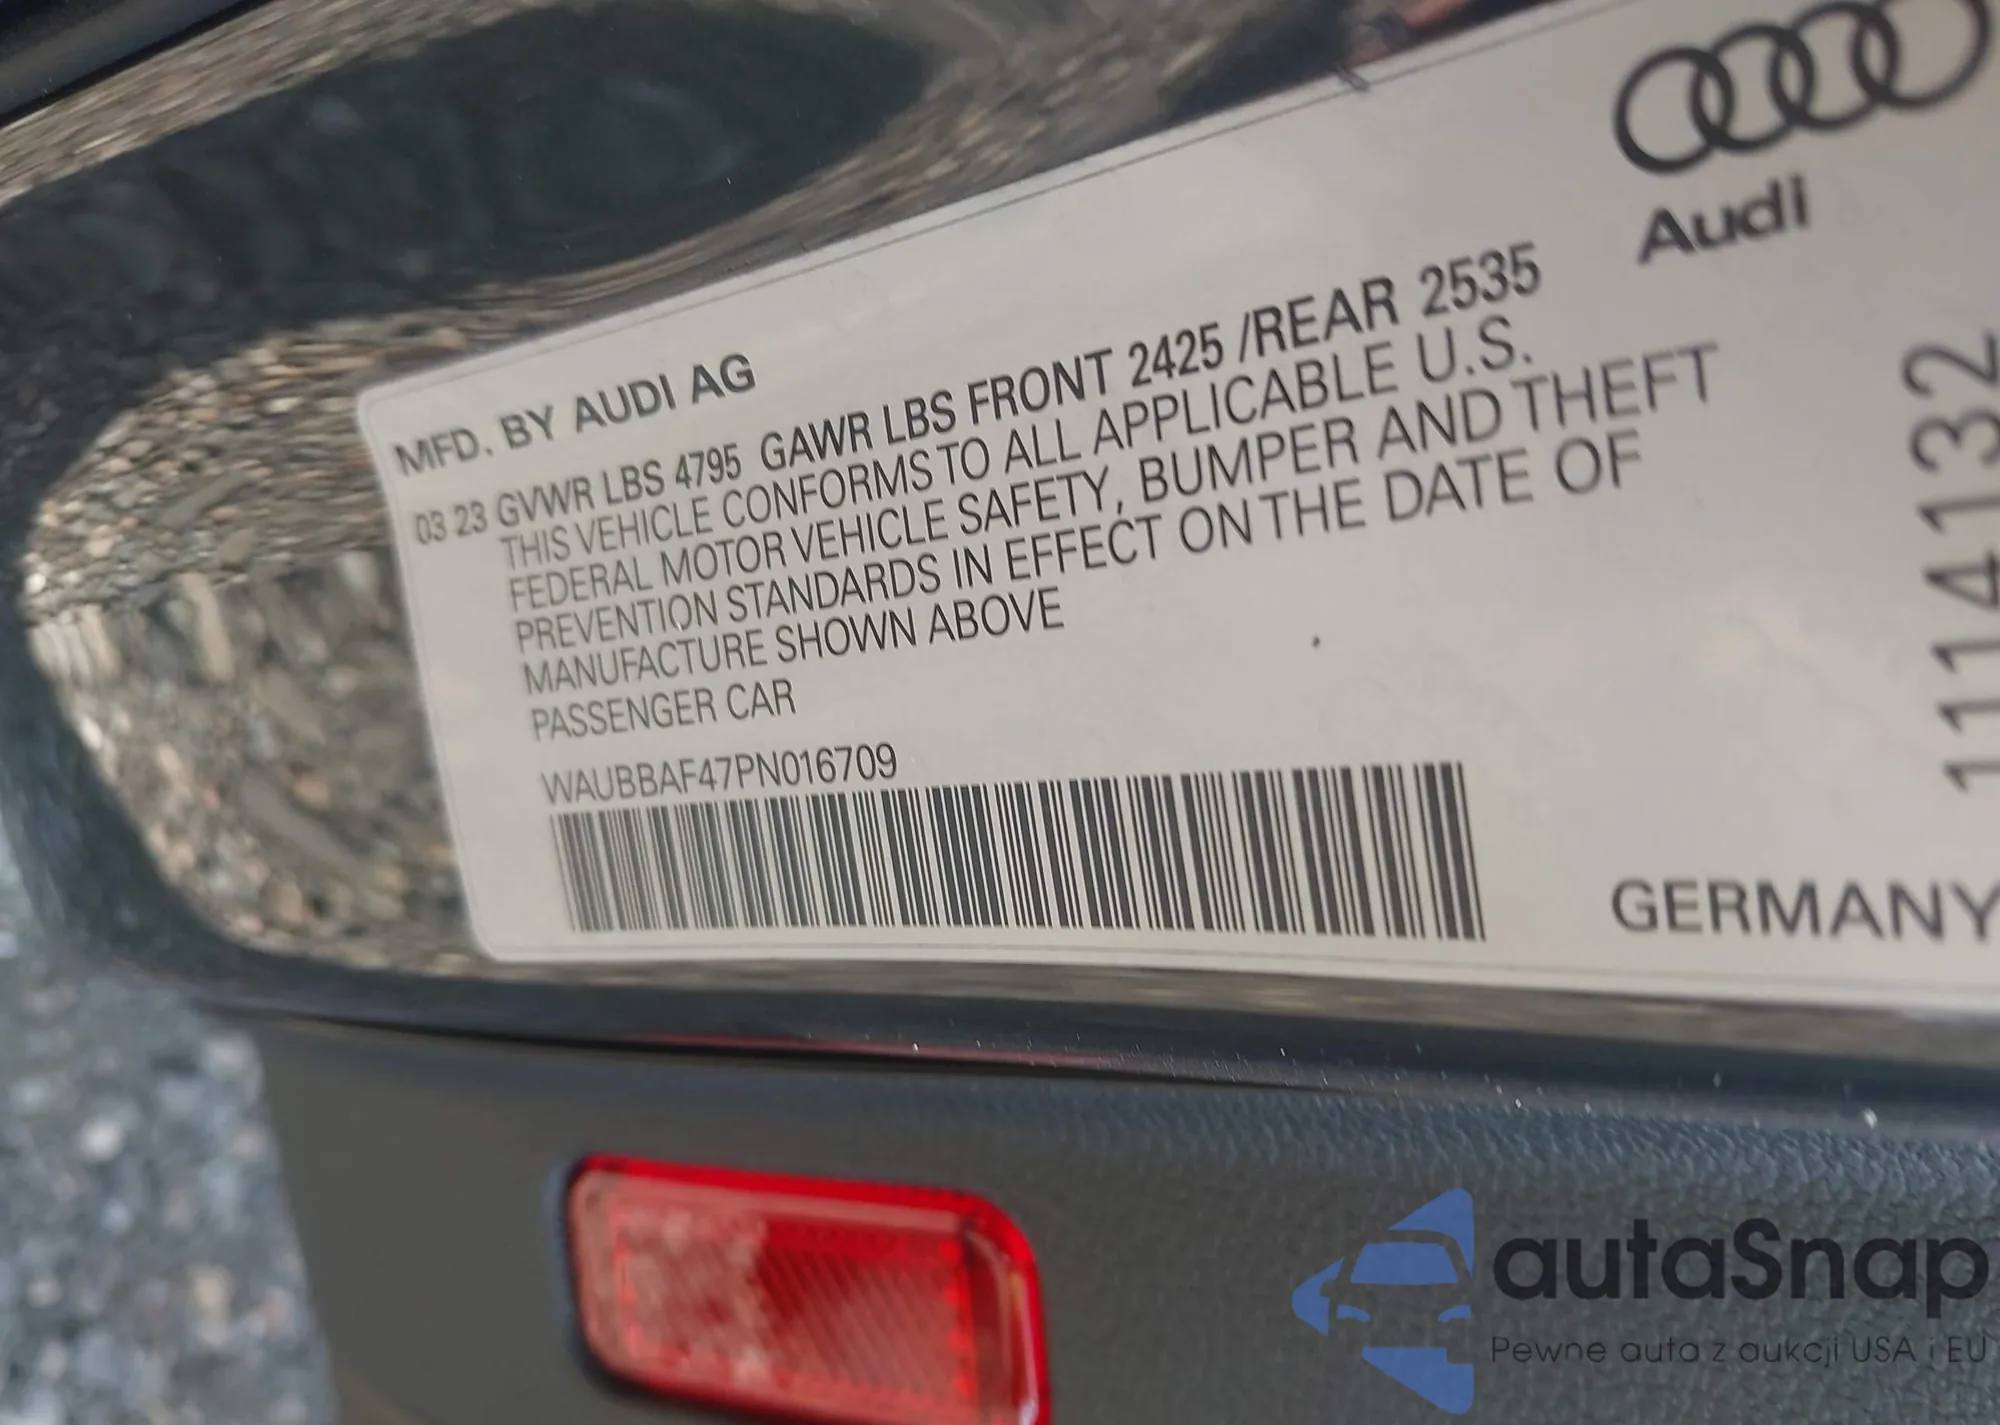 Audi
MFD. BY AUDI AG
03 23 GVWR LBS 4795 GAWR LBS FRONT 2425 /REAR 2535
THIS VEHICLE CONFORMS TO ALL APPLICABLE U.S.
FEDERAL MOTOR VEHICLE SAFETY, BUMPER AND THEFT
PREVENTION STANDARDS IN EFFECT ON THE DATE OF
MANUFACTURE SHOWN ABOVE
PASSENGER CAR
WAUBBAF47PN016709
1114132
GERMANY
autaSnap
Pewne auta z aukcji USA i EU